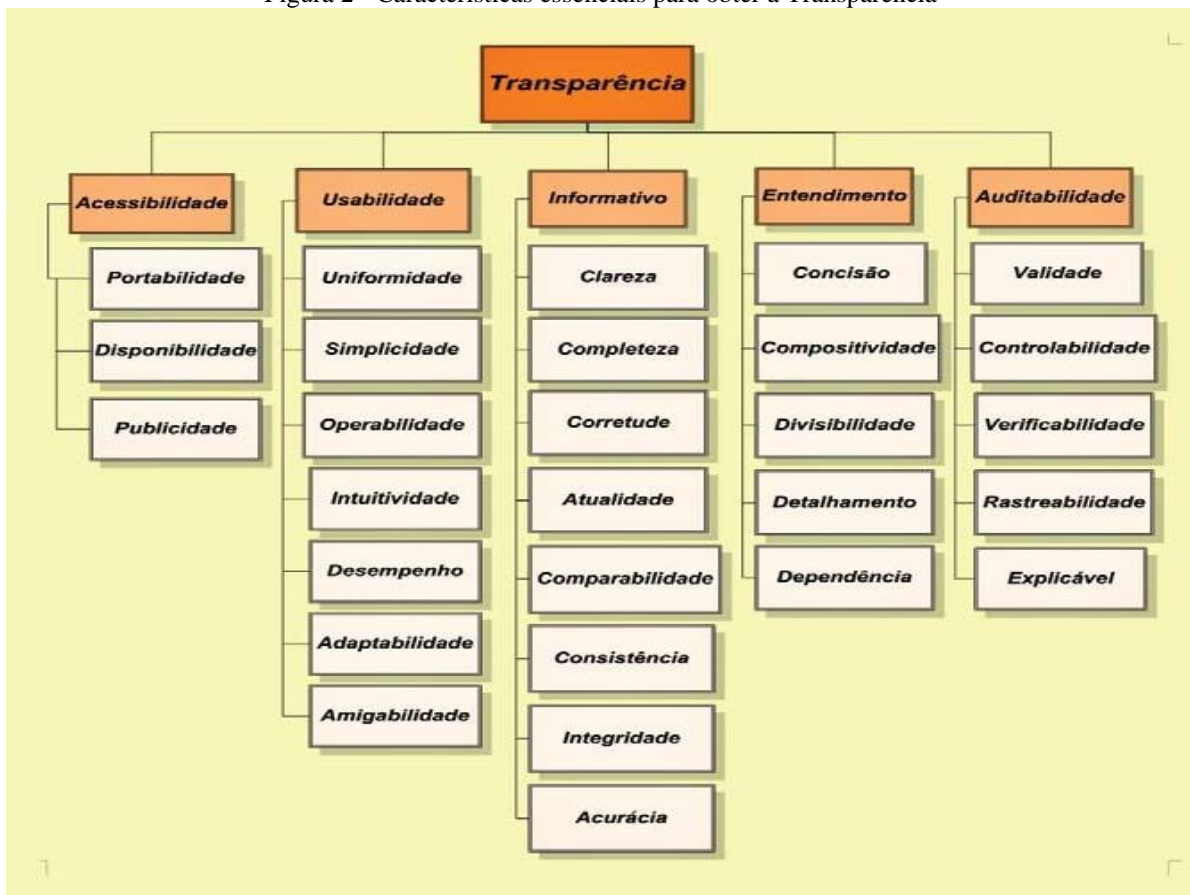 Figura 2 - Características essenciais para obter a Transparência
Transparência
Acessibilidade
Portabilidade
Disponibilidade
Publicidade
Usabilidade
Uniformidade
Simplicidade
Operabilidade
Intuitividade
Desempenho
Adaptabilidade
Amigabilidade
Informativo
Clareza
Completeza
Corretude
Atualidade
Comparabilidade
Consistência
Integridade
Acurácia
Entendimento
Concisão
Compositividade
Divisibilidade
Detalhamento
Dependência
Auditabilidade
Validade
Controlabilidade
Verificabilidade
Rastreabilidade
Explicável